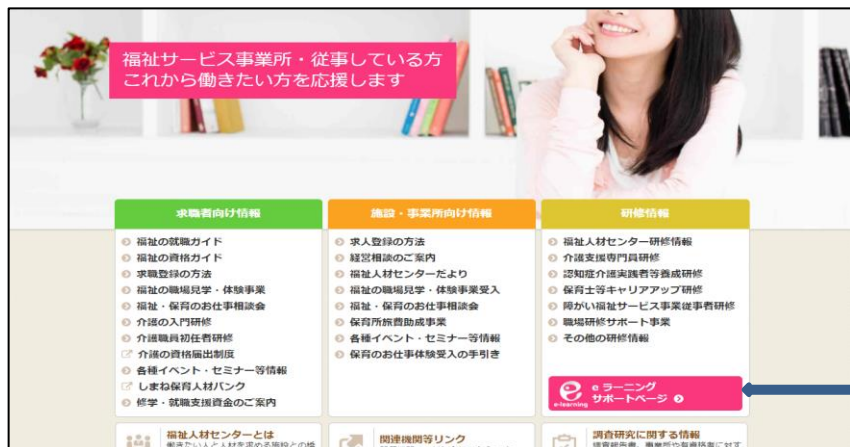 福祉サービス事業所・従事している方
これから働きたい方を応援します
求職者向け情報
福祉の就職ガイド
福祉の資格ガイド
求職登録の方法
福祉の職場見学・体験事業
福祉・保育のお仕事相談会
介護の入門研修
介護職員初任者研修
介護の資格届出制度
各種イベント・セミナー等情報
しまね保育人材バンク
修学・就職支援資金のご案内
施設・事業所向け情報
求人登録の方法
経営相談のご案内
福祉人材センターだより
福祉の職場見学・体験事業受入
福祉・保育のお仕事相談会
保育所旅費助成事業
各種イベント・セミナー等情報
保育のお仕事体験受入の手引き
研修情報
福祉人材センター研修情報
介護支援専門員研修
認知症介護実践者等養成研修
保育士等キャリアアップ研修
障がい福祉サービス事業従事者研修
職場研修サポート事業
その他の研修情報
e-learning
e ラーニング
サポートページ
福祉人材センターとは
働きたい人と人材を求める施設との橋
関連機関等リンク
調査研究に関する情報